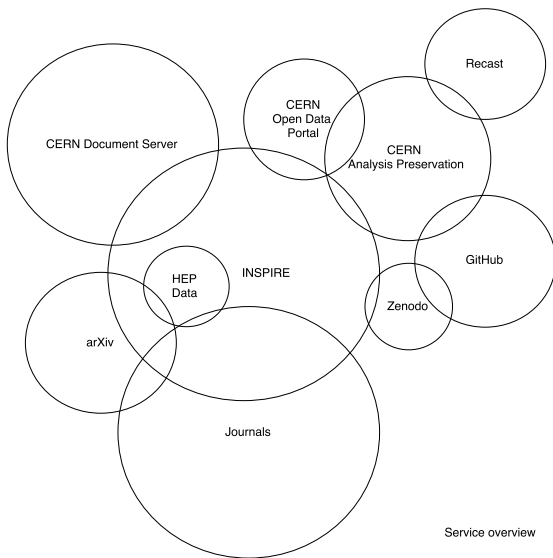 Recast
CERN
Open Data
Portal
CERN Document Server
CERN
Analysis Preservation
GitHub
INSPIRE
HEP
Data
Zenodo
arXiv
Journals
Service overview